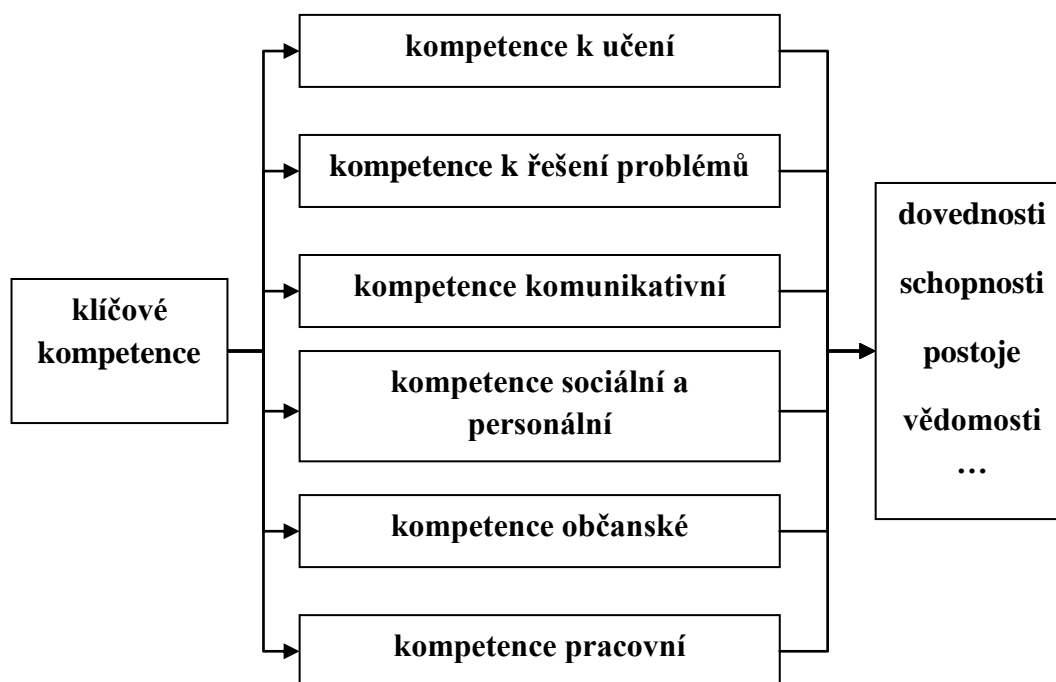 kompetence k učení
kompetence k řešení problémů
kompetence komunikativní
klíčové
kompetence
kompetence sociální a
personální
kompetence občanské
kompetence pracovní
dovednosti
schopnosti
postoje
vědomosti
…